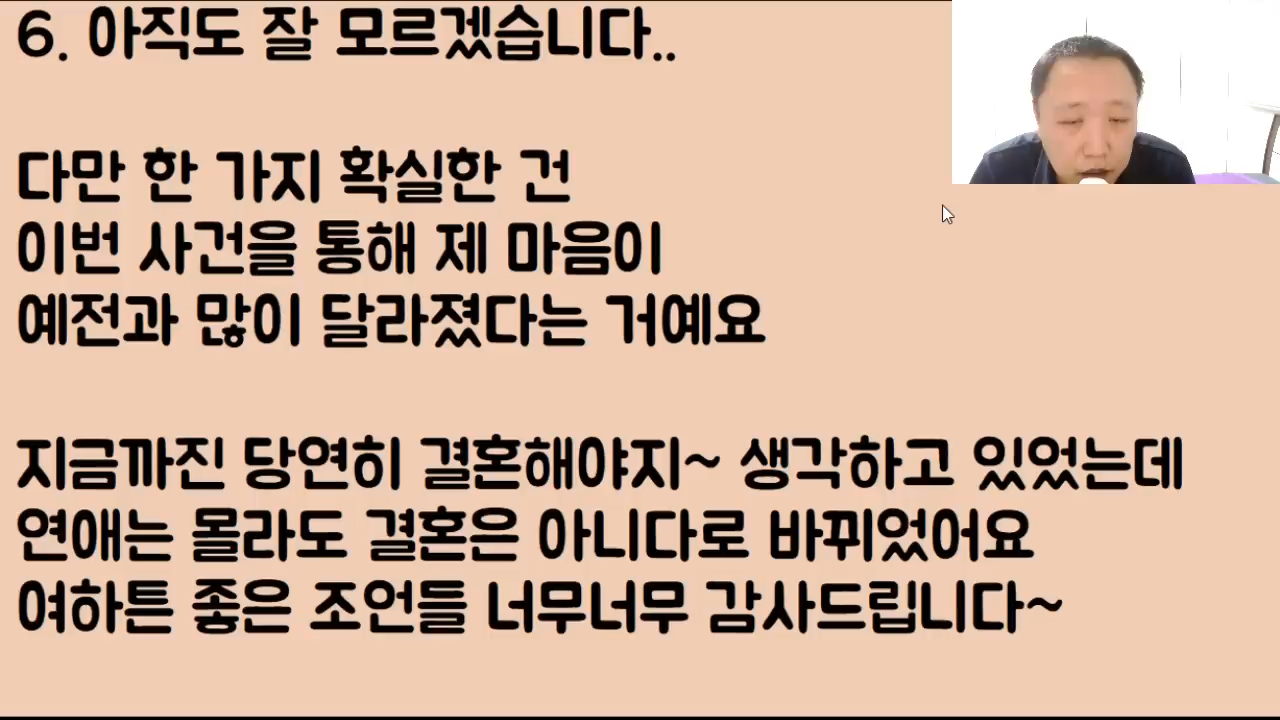 6. 아직도 잘 모르겠습니다..
다만 한 가지 확실한 건
이번 사건을 통해 제 마음이
예전과 많이 달라졌다는 거예요
지금까진 당연히 결혼해야지~ 생각하고 있었는데
연애는 몰라도 결혼은 아니다로 바뀌었어요
여하튼 좋은 조언들 너무너무 감사드립니다~